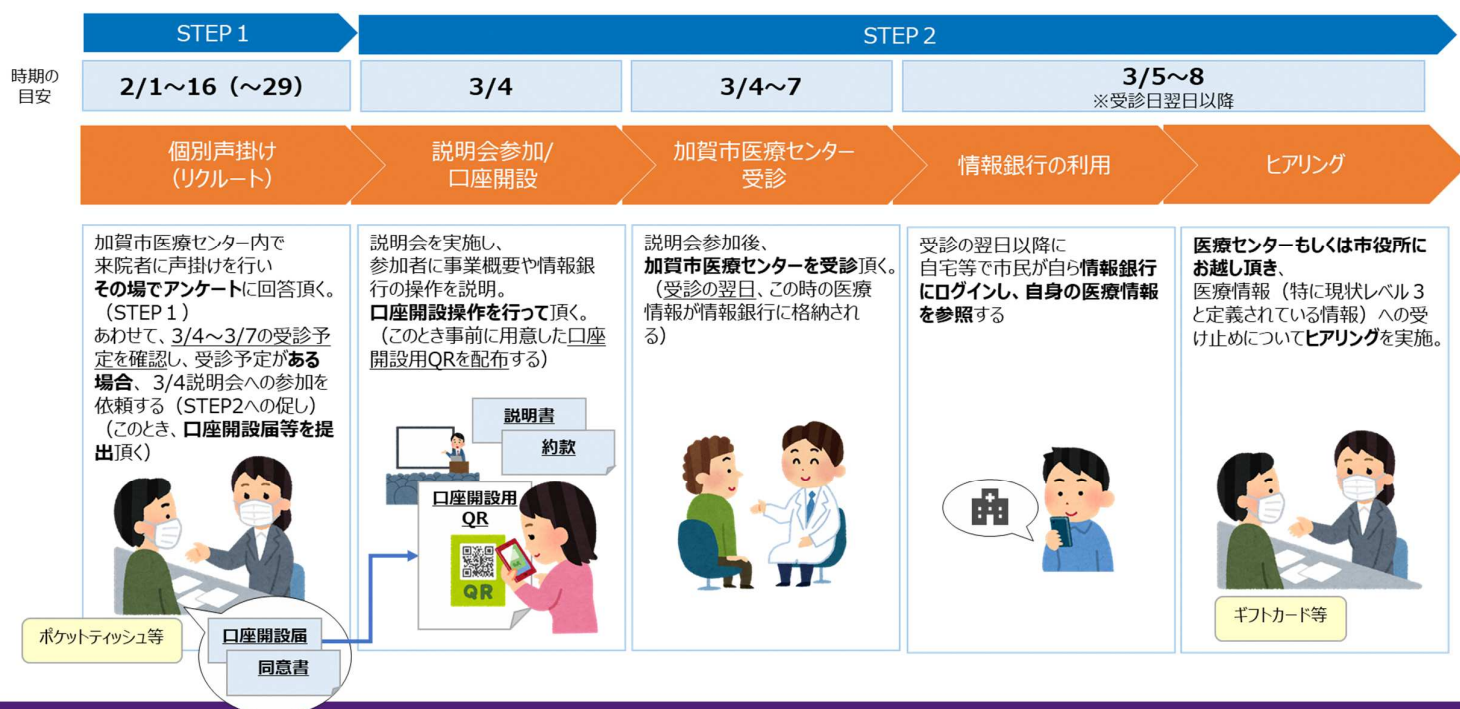 STEP 1
STEP 2
時期の
目安
2/1～16（～29）
3/4
3/4～7
3/5～8
※受診日翌日以降
個別声掛け
（リクルート）
説明会参加/
口座開設
加賀市医療センター
受診
情報銀行の利用
ヒアリング
加賀市医療センター内で
来院者に声掛けを行い
その場でアンケートに回答頂く。
（STEP１）
あわせて、3/4～3/7の受診予
定を確認し、受診予定がある
場合、3/4説明会への参加を
依頼する（STEP2への促し）
（このとき、口座開設届等を提
出頂く）
説明会を実施し、
参加者に事業概要や情報銀
行の操作を説明。
口座開設操作を行って頂く。
（このとき事前に用意した口座
開設用QRを配布する）
説明会参加後、
加賀市医療センターを受診頂く。
（受診の翌日、この時の医療
情報が情報銀行に格納され
る）
受診の翌日以降に
自宅等で市民が自ら情報銀行
にログインし、自身の医療情報
を参照する
医療センターもしくは市役所に
お越し頂き、
医療情報（特に現状レベル３
と定義されている情報）への受
け止めについてヒアリングを実施。
説明書
約款
口座開設用
QR
QR
ポケットティッシュ等
口座開設届
同意書
ギフトカード等